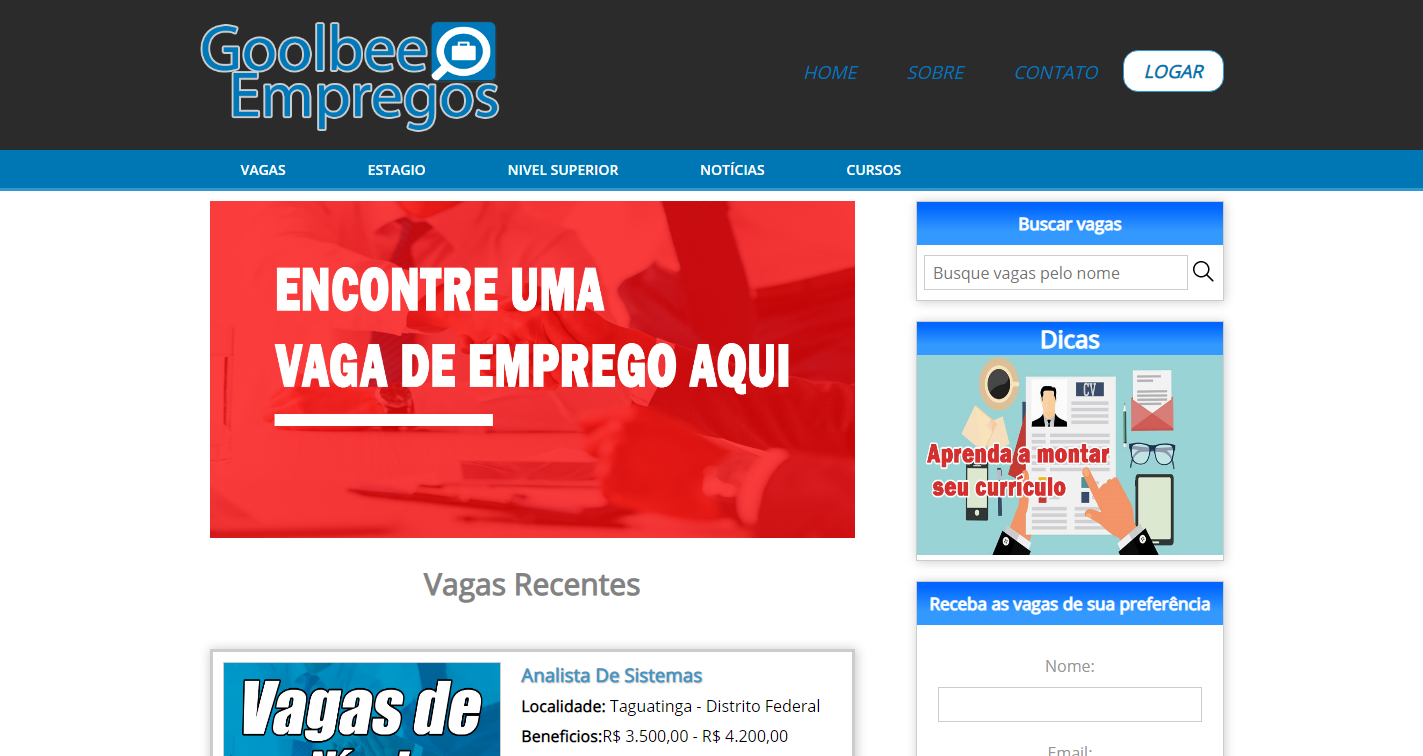 Goolbee
Empregos
HOME
SOBRE
CONTATO
LOGAR
VAGAS
ESTAGIO
NIVEL SUPERIOR
NOTÍCIAS
CURSOS
ENCONTRE UMA
VAGA DE EMPREGO AQUI
Vagas Recentes
Vagas de
Analista De Sistemas
Localidade: Taguatinga - Distrito Federal
Beneficios:R$ 3.500,00 - R$ 4.200,00
Buscar vagas
Busque vagas pelo nome
Dicas
CV
Aprenda a montar
seu currículo
Receba as vagas de sua preferência
Nome:
Email: